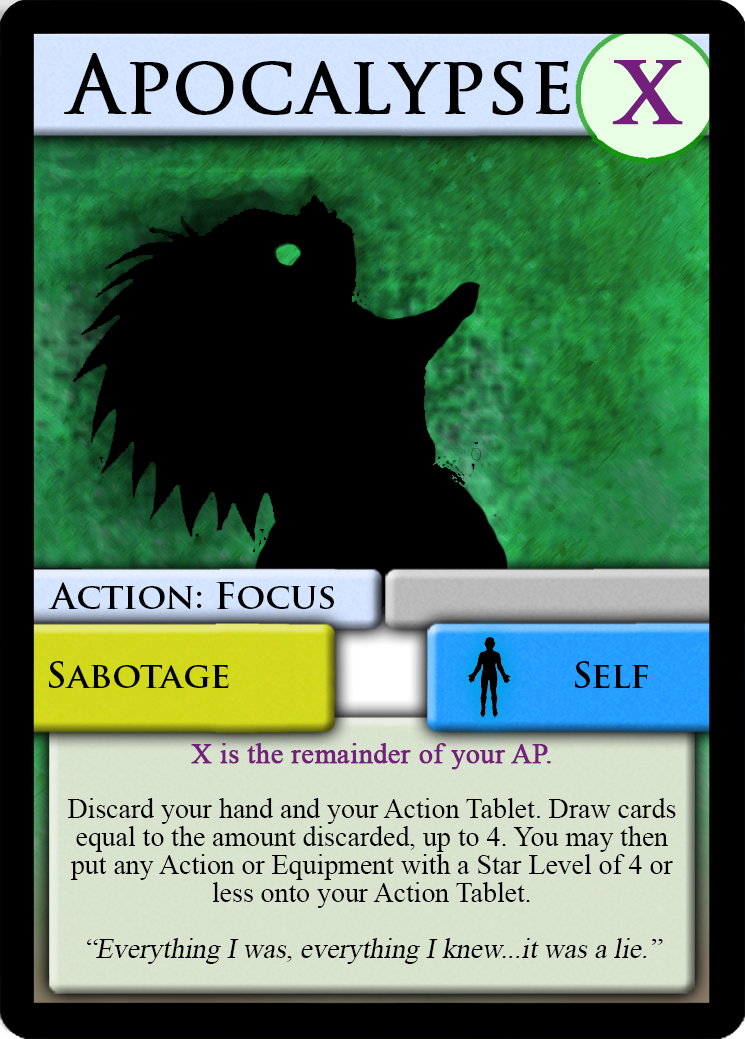 APOCALYPSE X
ACTION: FOCUS
SABOTAGE
SELF
X is the remainder of your AP.
Discard your hand and your Action Tablet. Draw cards
equal to the amount discarded, up to 4. You may then
put any Action or Equipment with a Star Level of 4 or
less onto your Action Tablet.
“Everything I was, everything I knew...it was a lie.”